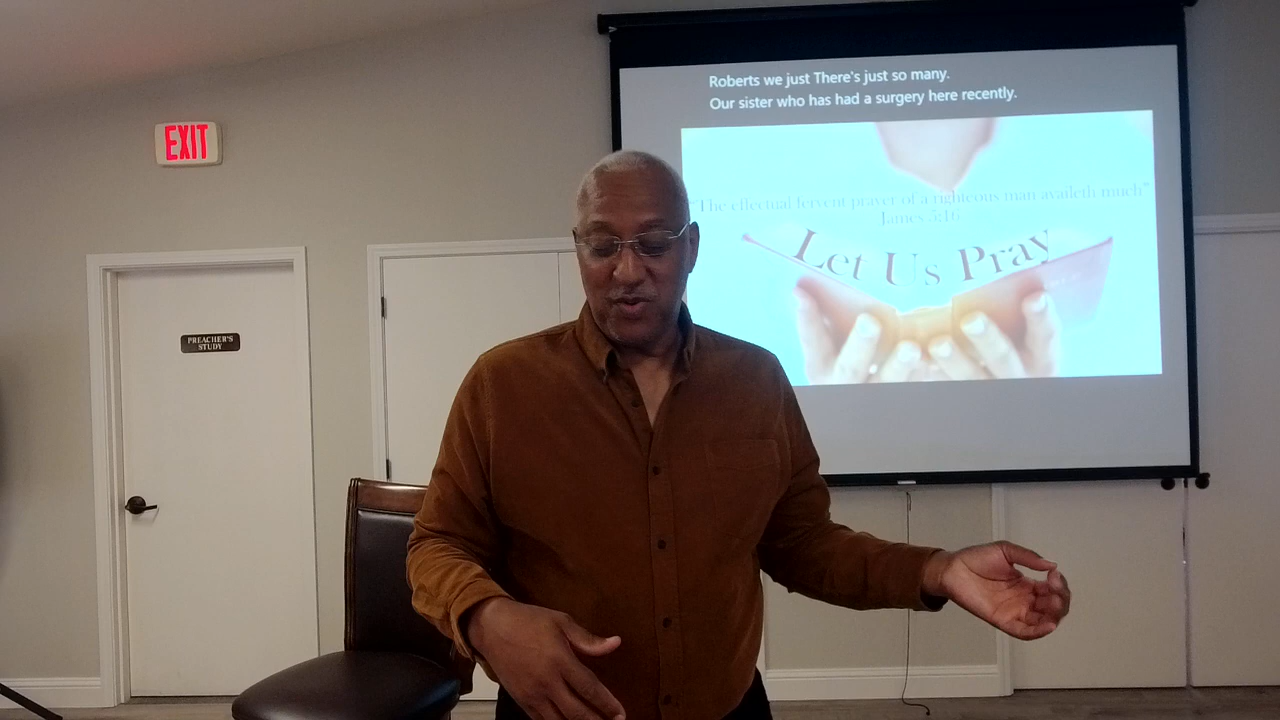 Roberts we just There's just so many.
Our sister who has had a surgery here recently.
EXIT
"The effectual fervent prayer of a righteous man availeth much"
James 5:16
Let Us Pray
PREACHER'S
STUDY